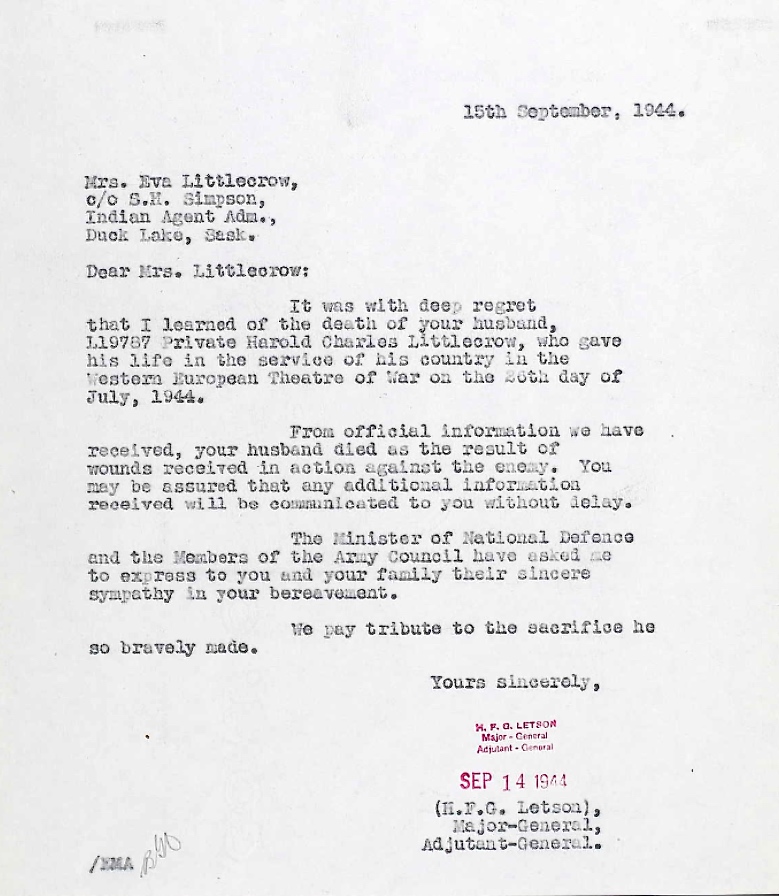 15th September, 1944.
Mrs. Eva Littlecrow,
c/o S.H. Simpson,
Indian Agent Adm.,
Duck Lake, Sask.
Dear Mrs. Littlecrow:
It was with deep regret
that I learned of the death of your husband,
L19787 Private Harold Charles Littlecrow, who gave
his life in the service of his country in the
Western European Theatre of War on the 26th day of
July, 1944.
From official information we have
received, your husband died as the result of
wounds received in action against the enemy. You
may be assured that any additional information
received will be communicated to you without delay.
The Minister of National Defence
and the Members of the Army Council have asked me
to express to you and your family their sincere
sympathy in your bereavement.
We pay tribute to the sacrifice he
so bravely made.
Yours sincerely,
H. F. G. LETSON
Major - General
Adjutant - General
SEP 14 1944
(H.F.G. Letson),
Major-General,
Adjutant-General.